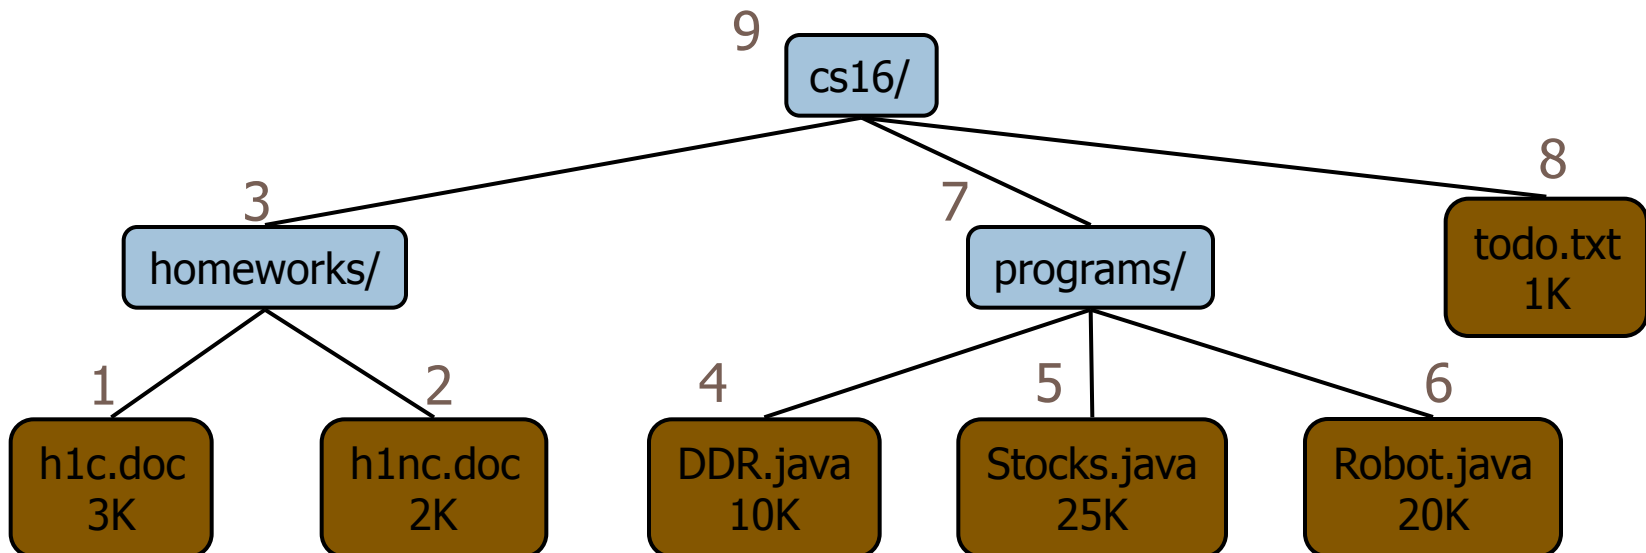 9
cs16/
8
3
7
homeworks/
programs/
todo.txt
1K
1
2
4
5
6
h1c.doc
3K
h1nc.doc
2K
DDR.java
10K
Stocks.java
25K
Robot.java
20K